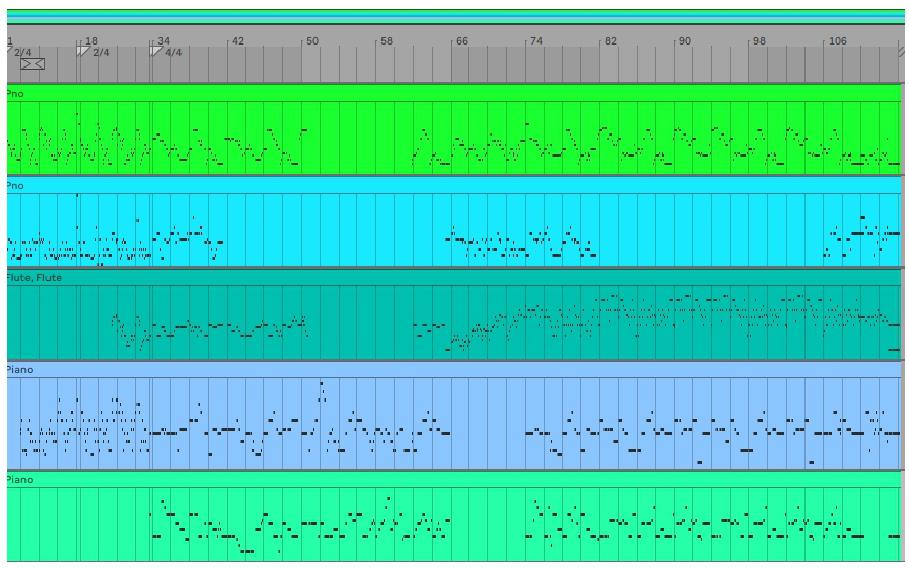 1 18 34 42 50 58 66 74 82 90 98 106
2/4 2/4 4/4
Pno
Pno
Flute, Flute
Piano
Piano